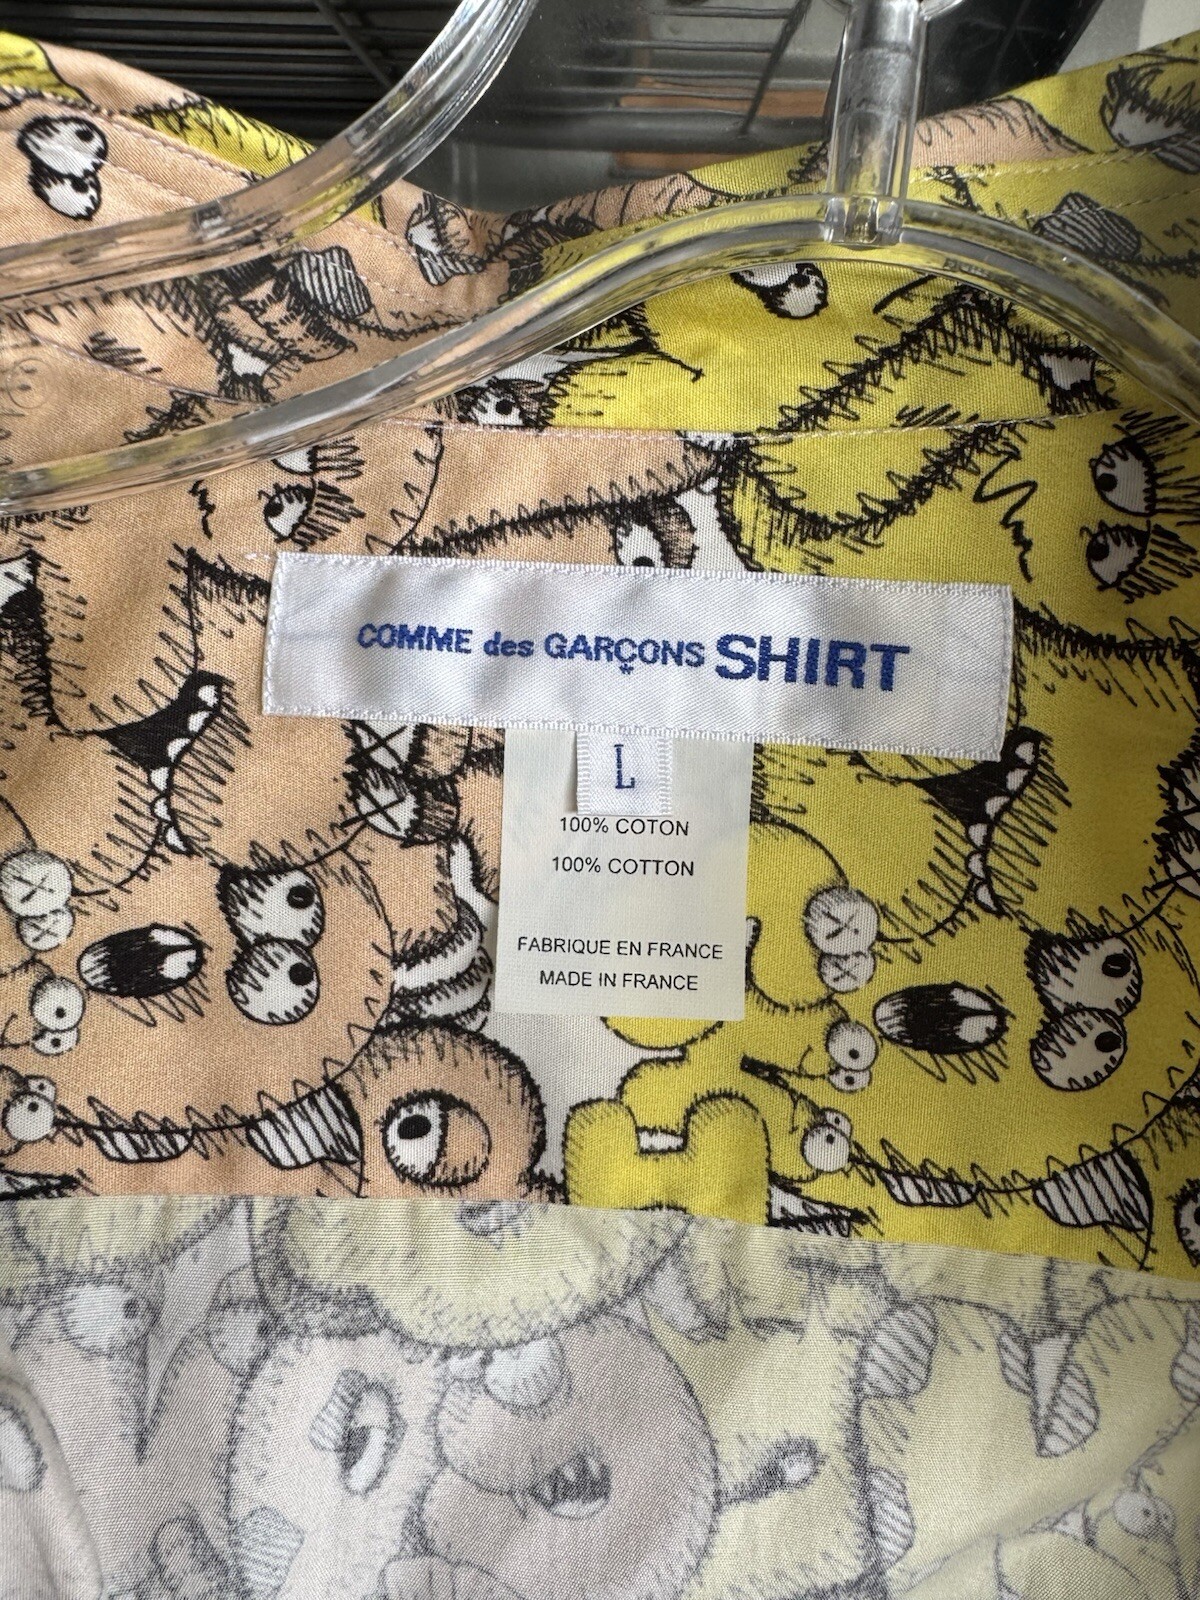 COMME des GARÇONS SHIRT
L
100% COTON
100% COTTON
FABRIQUE EN FRANCE
MADE IN FRANCE